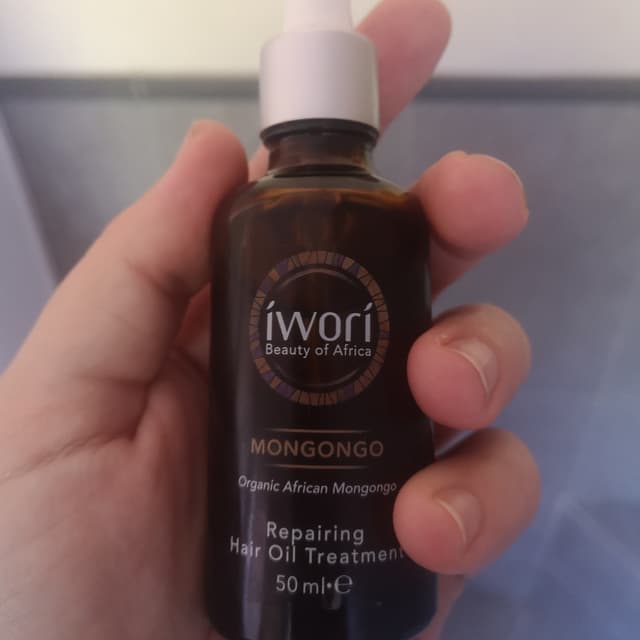 íworí
Beauty of Africa
MONGONGO
Organic African Mongongo
Repairing
Hair Oil Treatment
50 ml·℮